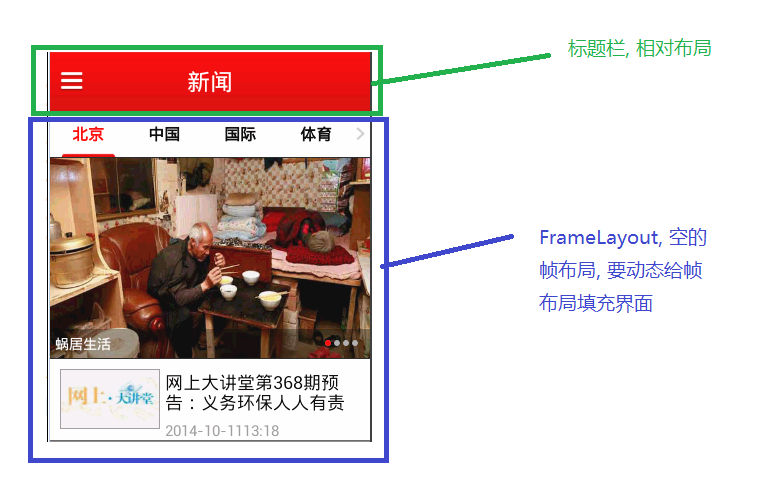 标题栏, 相对布局
新闻
北京 中国 国际 体育
FrameLayout, 空的
帧布局, 要动态给帧
布局填充界面
蜗居生活
网上·大讲堂
网上大讲堂第368期预
告：义务环保人人有责
2014-10-1113:18